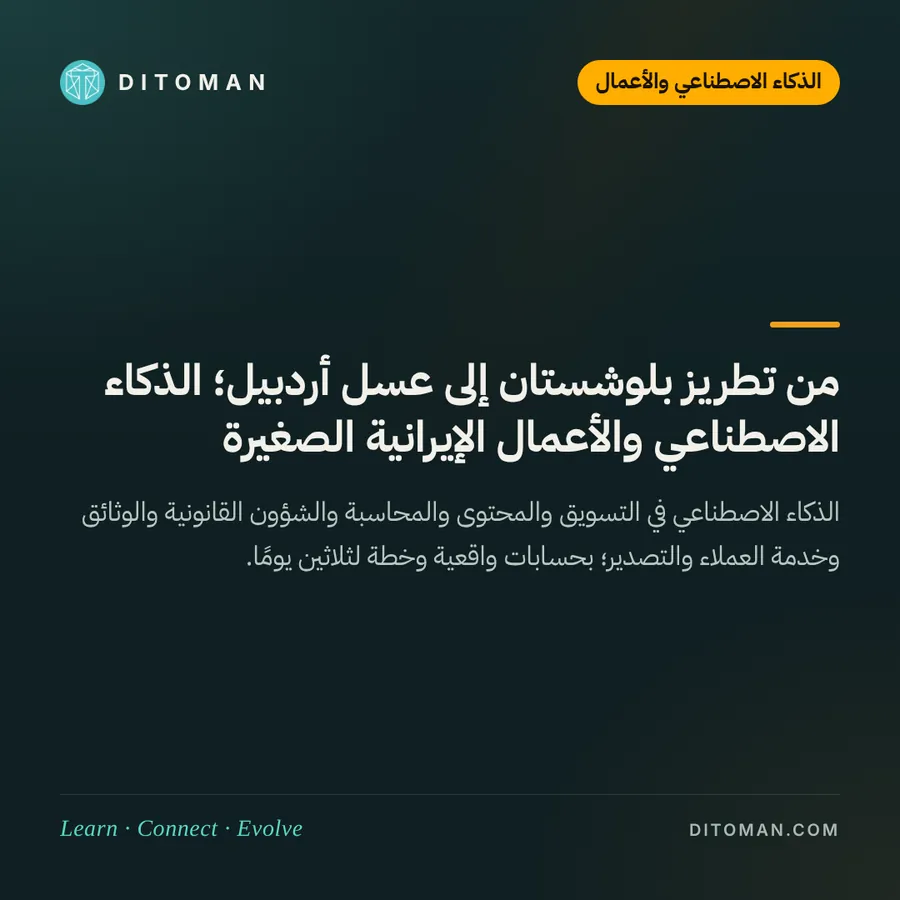 DITOMAN
الذكاء الاصطناعي والأعمال
من تطريز بلوشستان إلى عسل أردبيل؛ الذكاء
الاصطناعي والأعمال الإيرانية الصغيرة
الذكاء الاصطناعي في التسويق والمحتوى والمحاسبة والشؤون القانونية والوثائق
وخدمة العملاء والتصدير؛ بحسابات واقعية وخطة لثلاثين يومًا.
Learn · Connect · Evolve
DITOMAN.COM